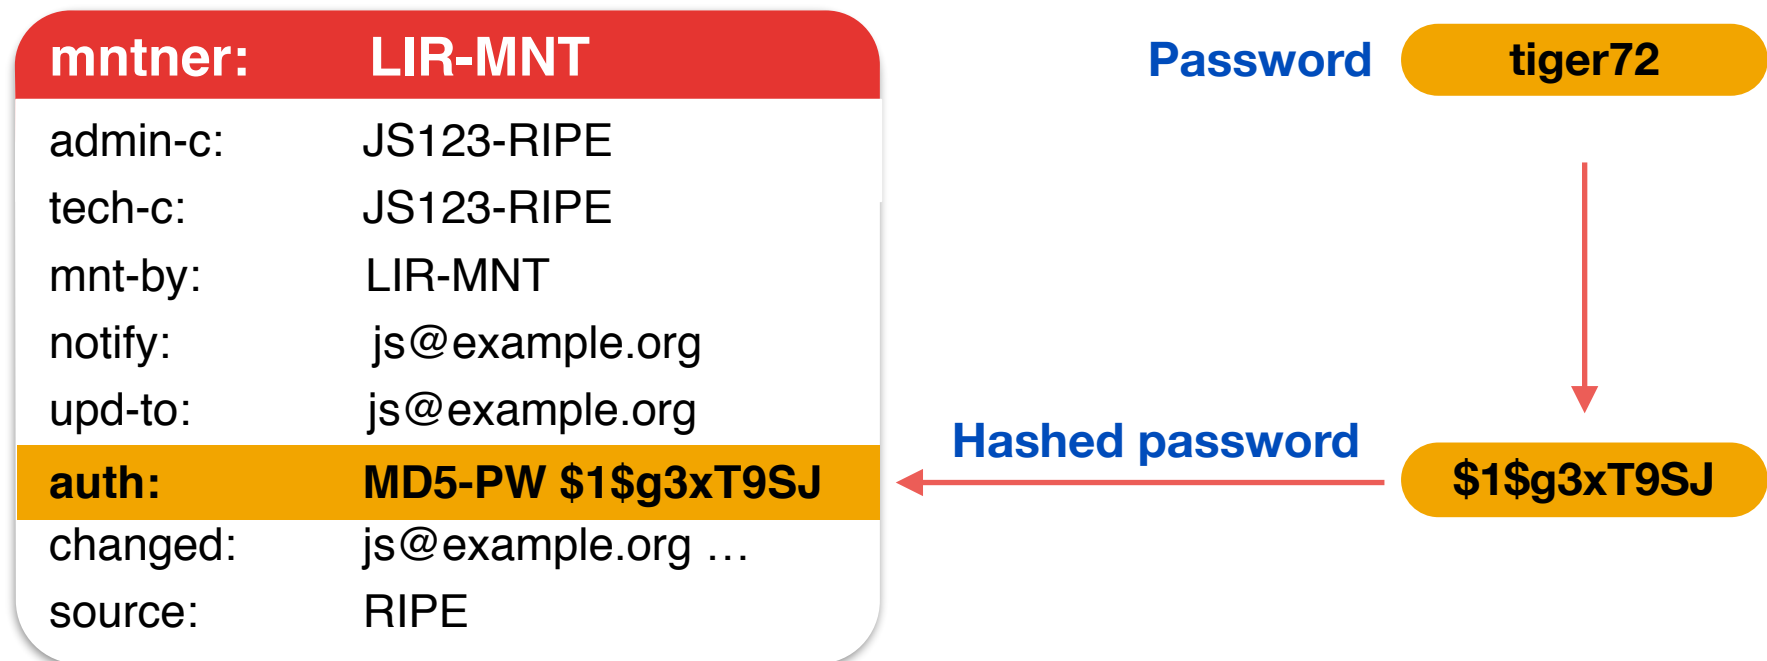 mntner: LIR-MNT
admin-c: JS123-RIPE
tech-c: JS123-RIPE
mnt-by: LIR-MNT
notify: js@example.org
upd-to: js@example.org
auth: MD5-PW $1$g3xT9SJ
changed: js@example.org …
source: RIPE
Password tiger72
Hashed password
$1$g3xT9SJ